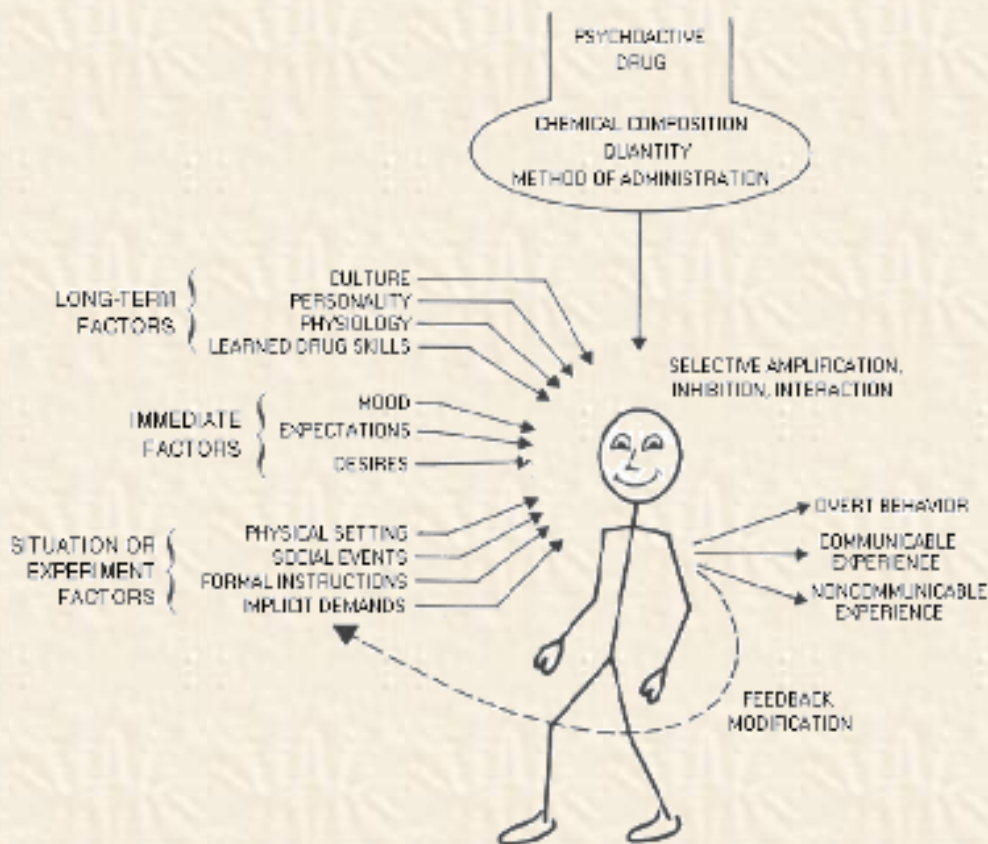 PSYCHOACTIVE
DRUG
CHEMICAL COMPOSITION
QUANTITY
METHOD OF ADMINISTRATION
LONG-TERM
FACTORS
CULTURE
PERSONALITY
PHYSIOLOGY
LEARNED DRUG SKILLS
SELECTIVE AMPLIFICATION,
INHIBITION, INTERACTION
IMMEDIATE
FACTORS
MOOD
EXPECTATIONS
DESIRES
SITUATION OR
EXPERIMENT
FACTORS
PHYSICAL SETTING
SOCIAL EVENTS
FORMAL INSTRUCTIONS
IMPLICIT DEMANDS
OVERT BEHAVIOR
COMMUNICABLE
EXPERIENCE
NONCOMMUNICABLE
EXPERIENCE
FEEDBACK
MODIFICATION